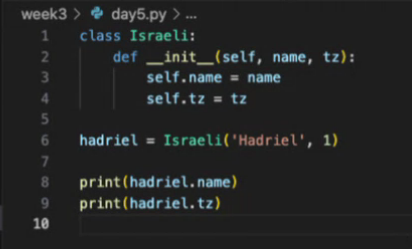 week3 > day5.py > ...
1 class Israeli:
2     def __init__(self, name, tz):
3         self.name = name
4         self.tz = tz
5
6 hadriel = Israeli('Hadriel', 1)
7
8 print(hadriel.name)
9 print(hadriel.tz)
10